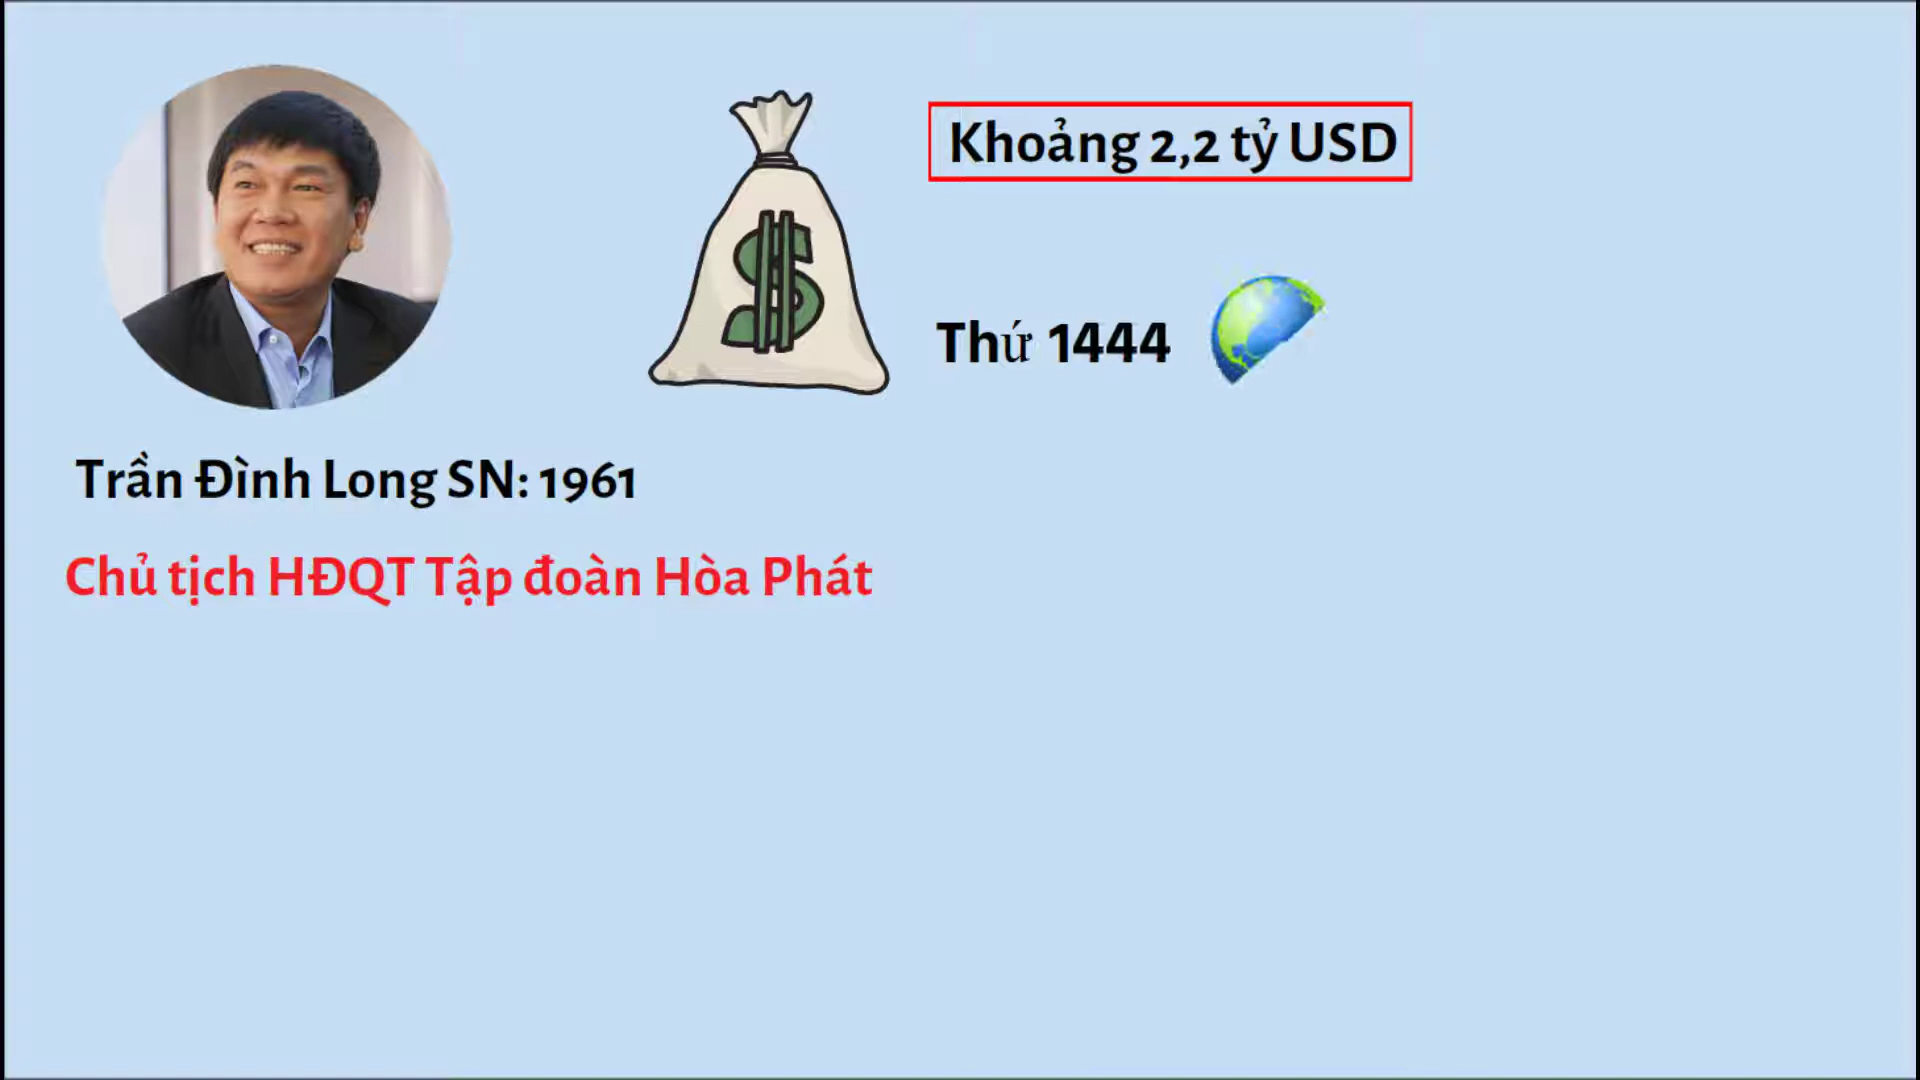 Khoảng 2,2 tỷ USD
Thứ 1444
Trần Đình Long SN: 1961
Chủ tịch HĐQT Tập đoàn Hòa Phát